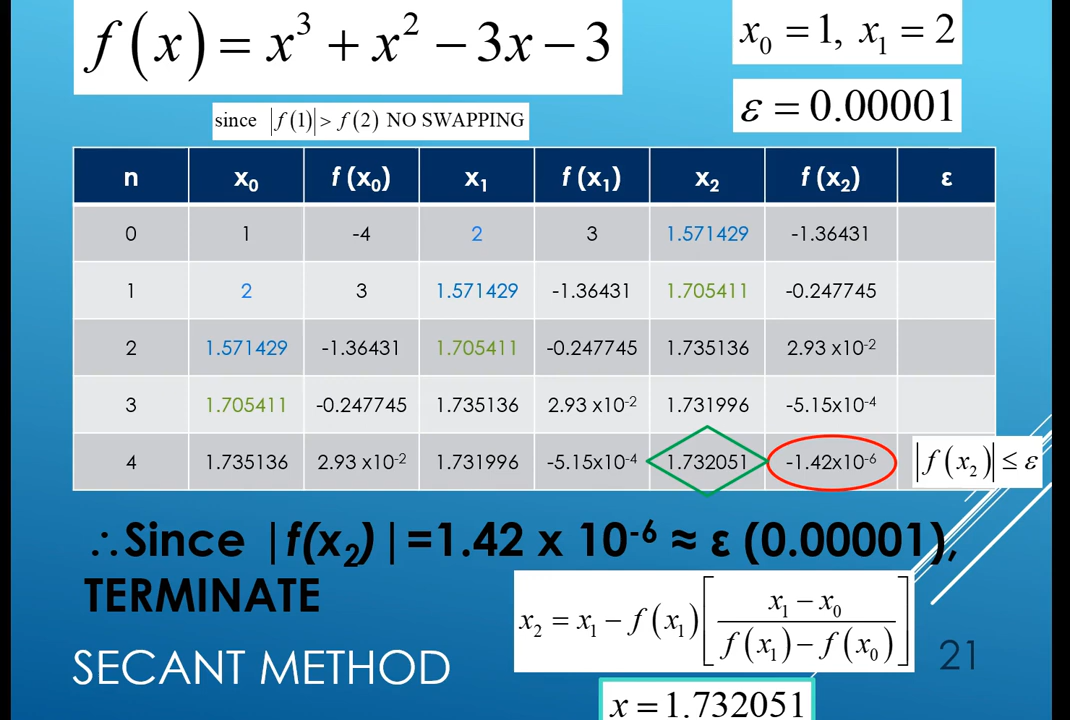 f(x) = x³ + x² − 3x − 3
x₀ = 1, x₁ = 2
ε = 0.00001
since |f(1)| > f(2) NO SWAPPING
n x₀ f (x₀) x₁ f (x₁) x₂ f (x₂) ε
0 1 -4 2 3 1.571429 -1.36431
1 2 3 1.571429 -1.36431 1.705411 -0.247745
2 1.571429 -1.36431 1.705411 -0.247745 1.735136 2.93 x10⁻²
3 1.705411 -0.247745 1.735136 2.93 x10⁻² 1.731996 -5.15x10⁻⁴
4 1.735136 2.93 x10⁻² 1.731996 -5.15x10⁻⁴ 1.732051 -1.42x10⁻⁶ |f(x₂)| ≤ ε
∴Since |f(x₂)|=1.42 x 10⁻⁶ ≈ ε (0.00001),
TERMINATE
x₂ = x₁ − f(x₁)[(x₁ − x₀)/(f(x₁) − f(x₀))]
SECANT METHOD
21
x = 1.732051